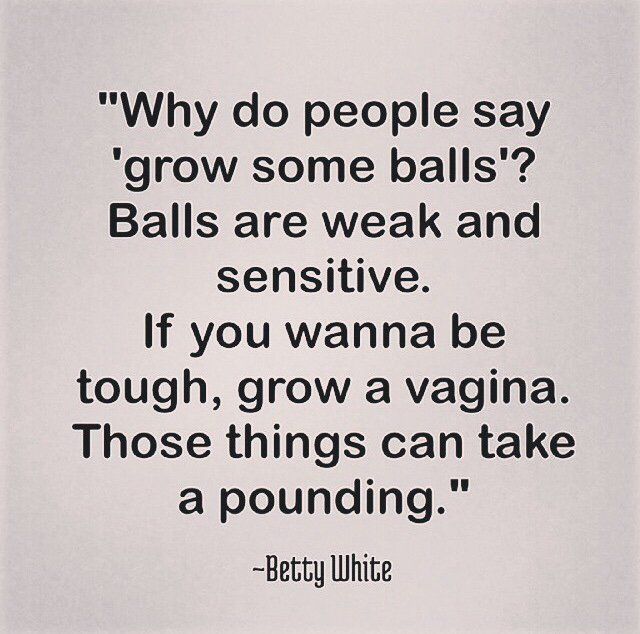 "Why do people say
'grow some balls'?
Balls are weak and
sensitive.
If you wanna be
tough, grow a vagina.
Those things can take
a pounding."
~Betty White